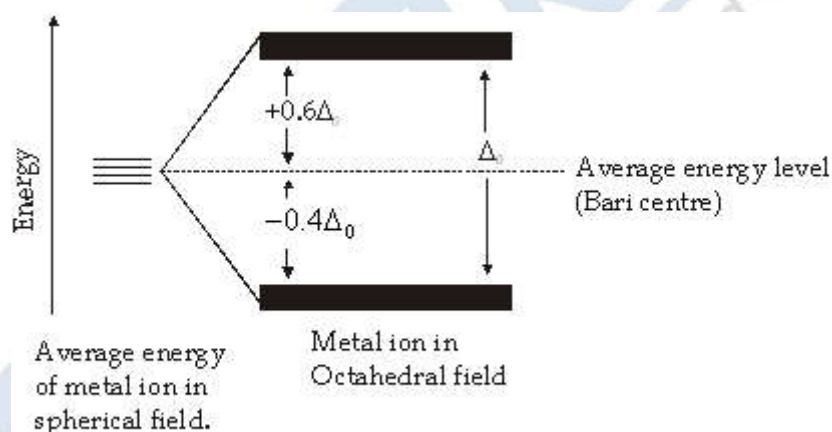 Energy
+0.6Δ₀
Δ₀
−0.4Δ₀
Average energy level
(Bari centre)
Average energy
of metal ion in
spherical field.
Metal ion in
Octahedral field